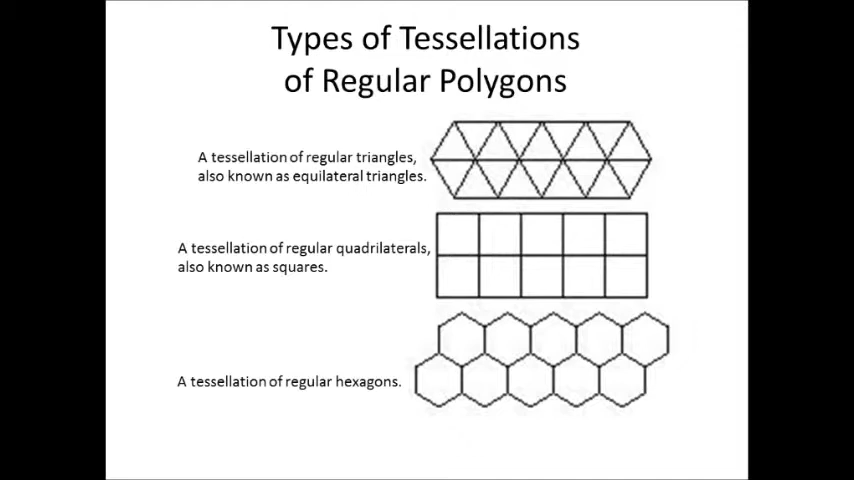 Types of Tessellations
of Regular Polygons
A tessellation of regular triangles,
also known as equilateral triangles.
A tessellation of regular quadrilaterals,
also known as squares.
A tessellation of regular hexagons.